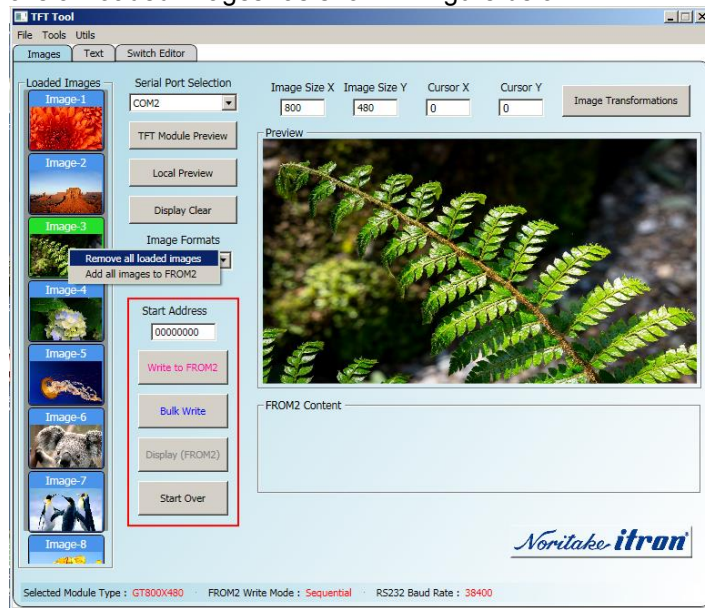 TFT Tool
File Tools Utils
Images Text Switch Editor
Loaded Images
Image-1
Image-2
Image-3
Image-4
Image-5
Image-6
Image-7
Image-8
Serial Port Selection
COM2
TFT Module Preview
Local Preview
Display Clear
Image Formats
Remove all loaded images
Add all images to FROM2
Start Address
00000000
Write to FROM2
Bulk Write
Display (FROM2)
Start Over
Image Size X Image Size Y Cursor X Cursor Y
800 480 0 0
Image Transformations
Preview
FROM2 Content
Noritake itron
Selected Module Type : GT800X480 FROM2 Write Mode : Sequential RS232 Baud Rate : 38400